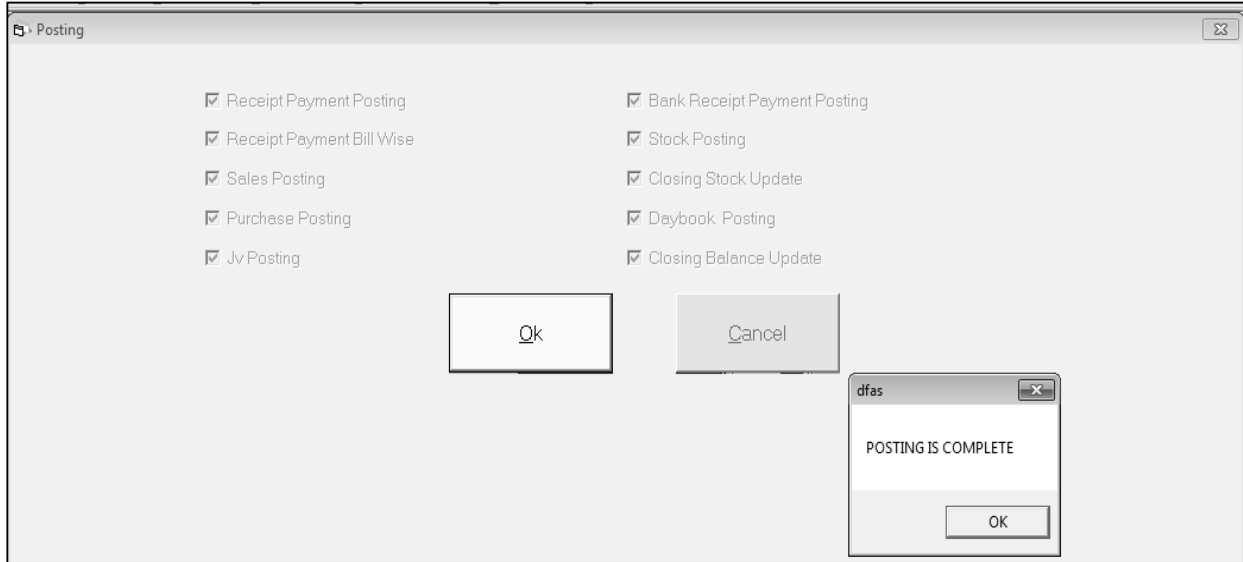 Posting
Receipt Payment Posting
Bank Receipt Payment Posting
Receipt Payment Bill Wise
Stock Posting
Sales Posting
Closing Stock Update
Purchase Posting
Daybook  Posting
Jv Posting
Closing Balance Update
Ok
Cancel
dfas
POSTING IS COMPLETE
OK